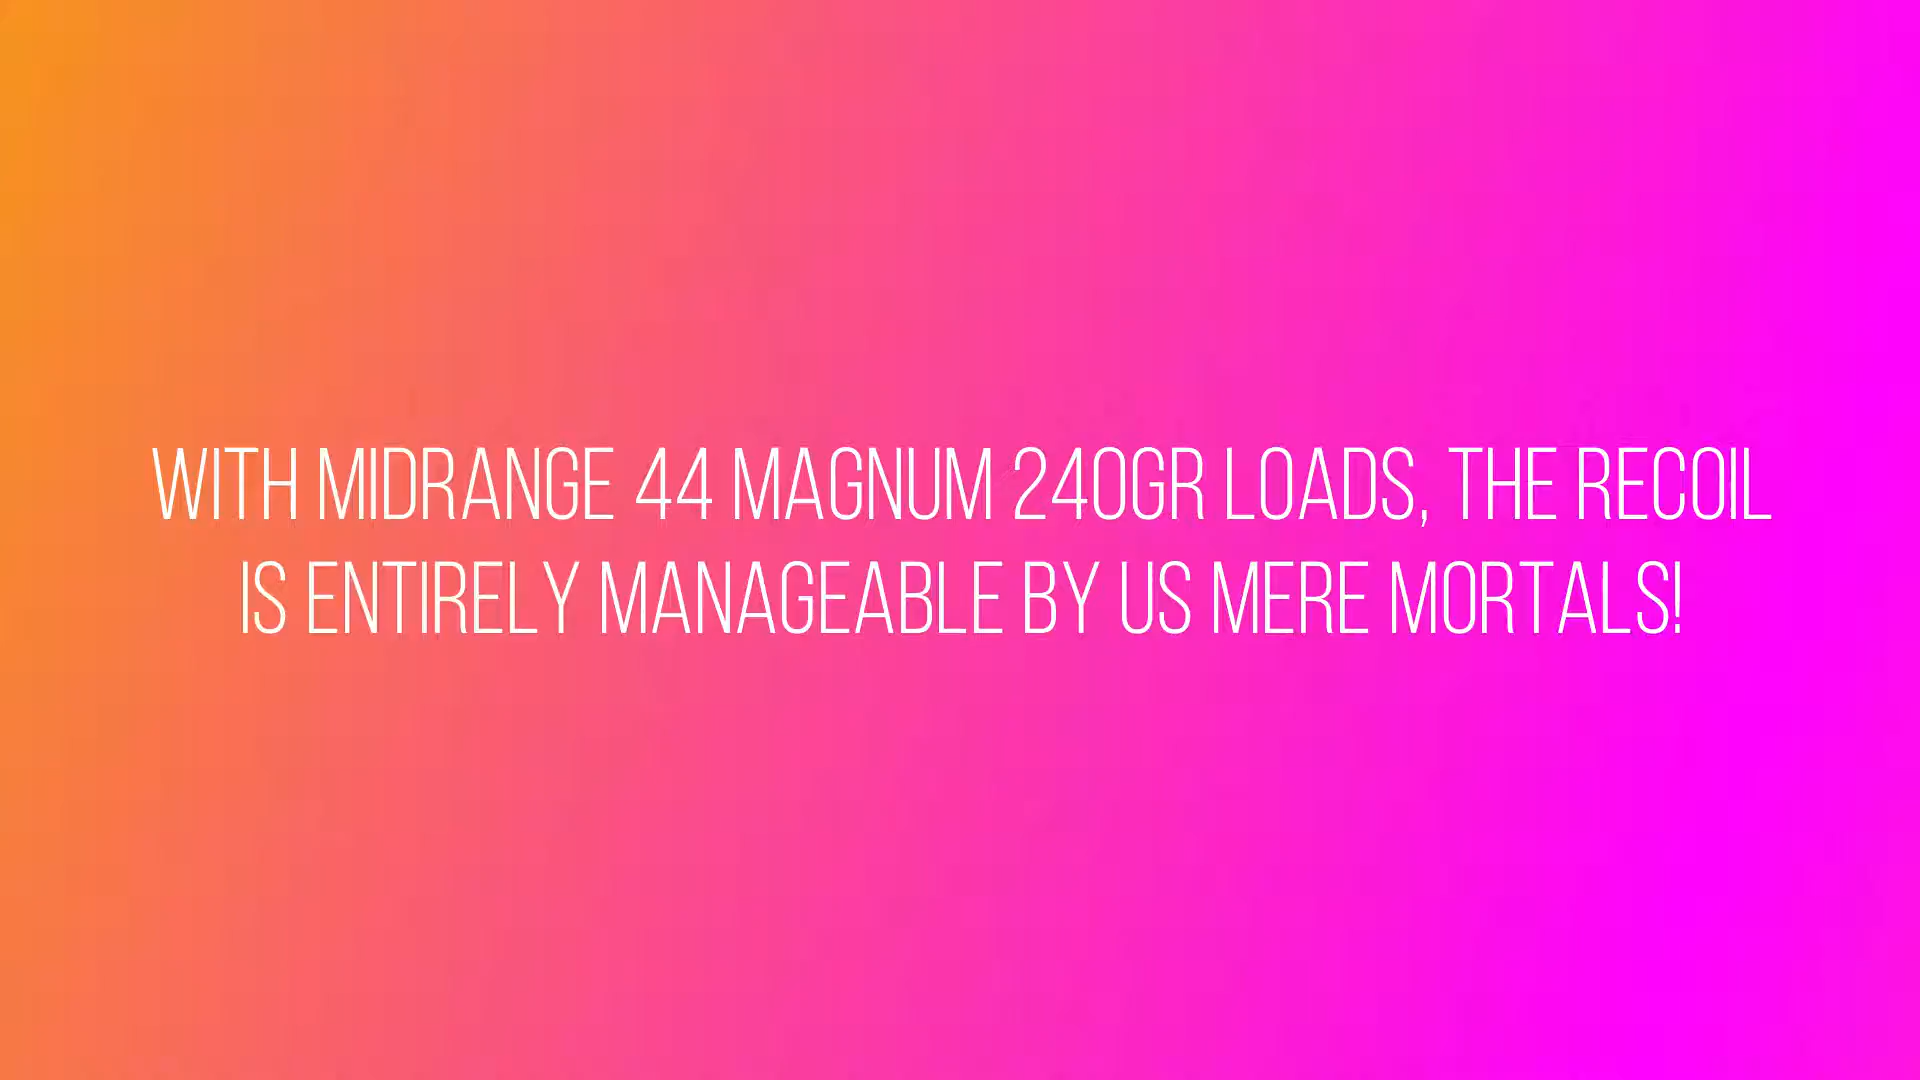 WITH MIDRANGE 44 MAGNUM 240GR LOADS, THE RECOIL
IS ENTIRELY MANAGEABLE BY US MERE MORTALS!